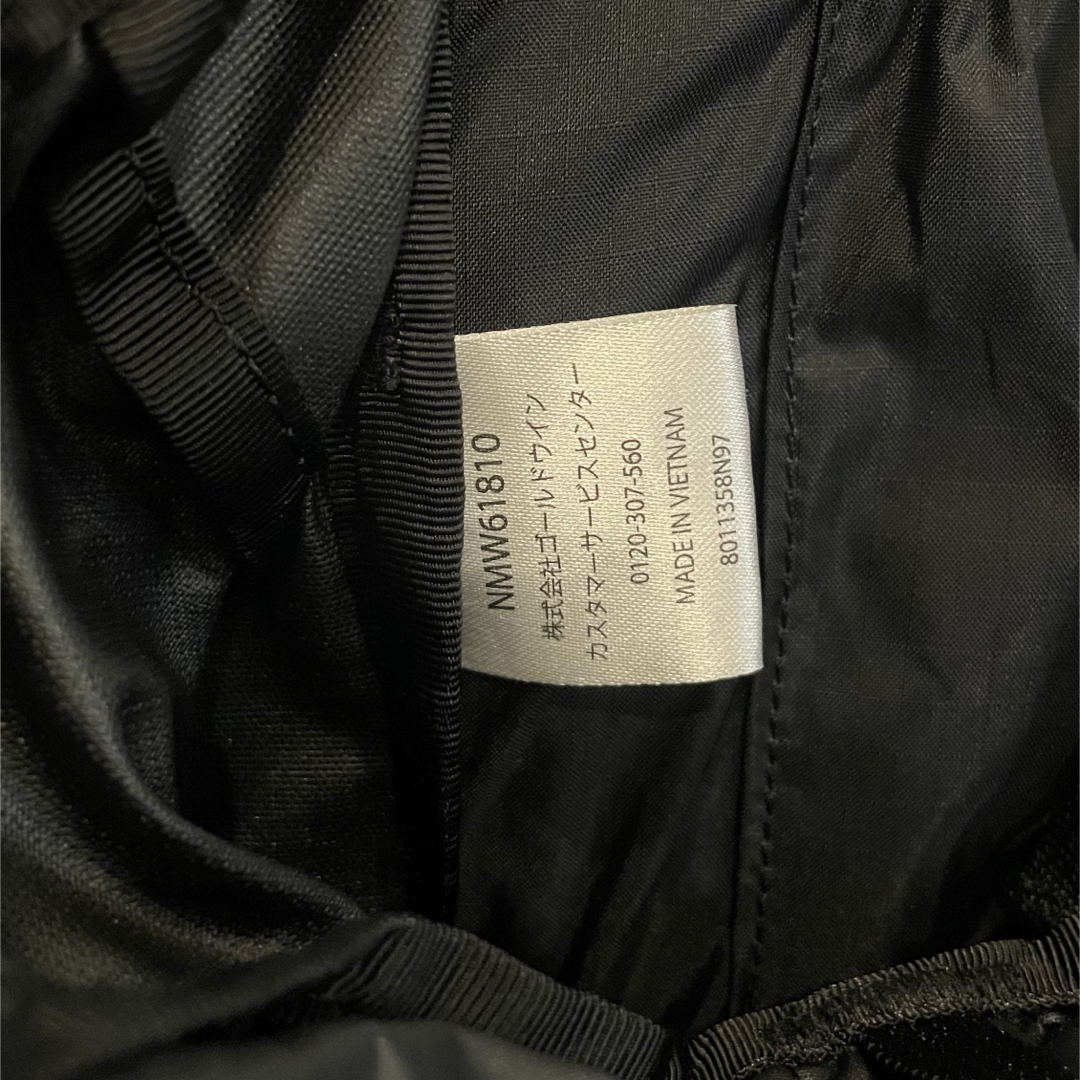 NMW61810
株式会社ゴールドウイン
カスタマーサービスセンター
0120-307-560
MADE IN VIETNAM
8011358N97